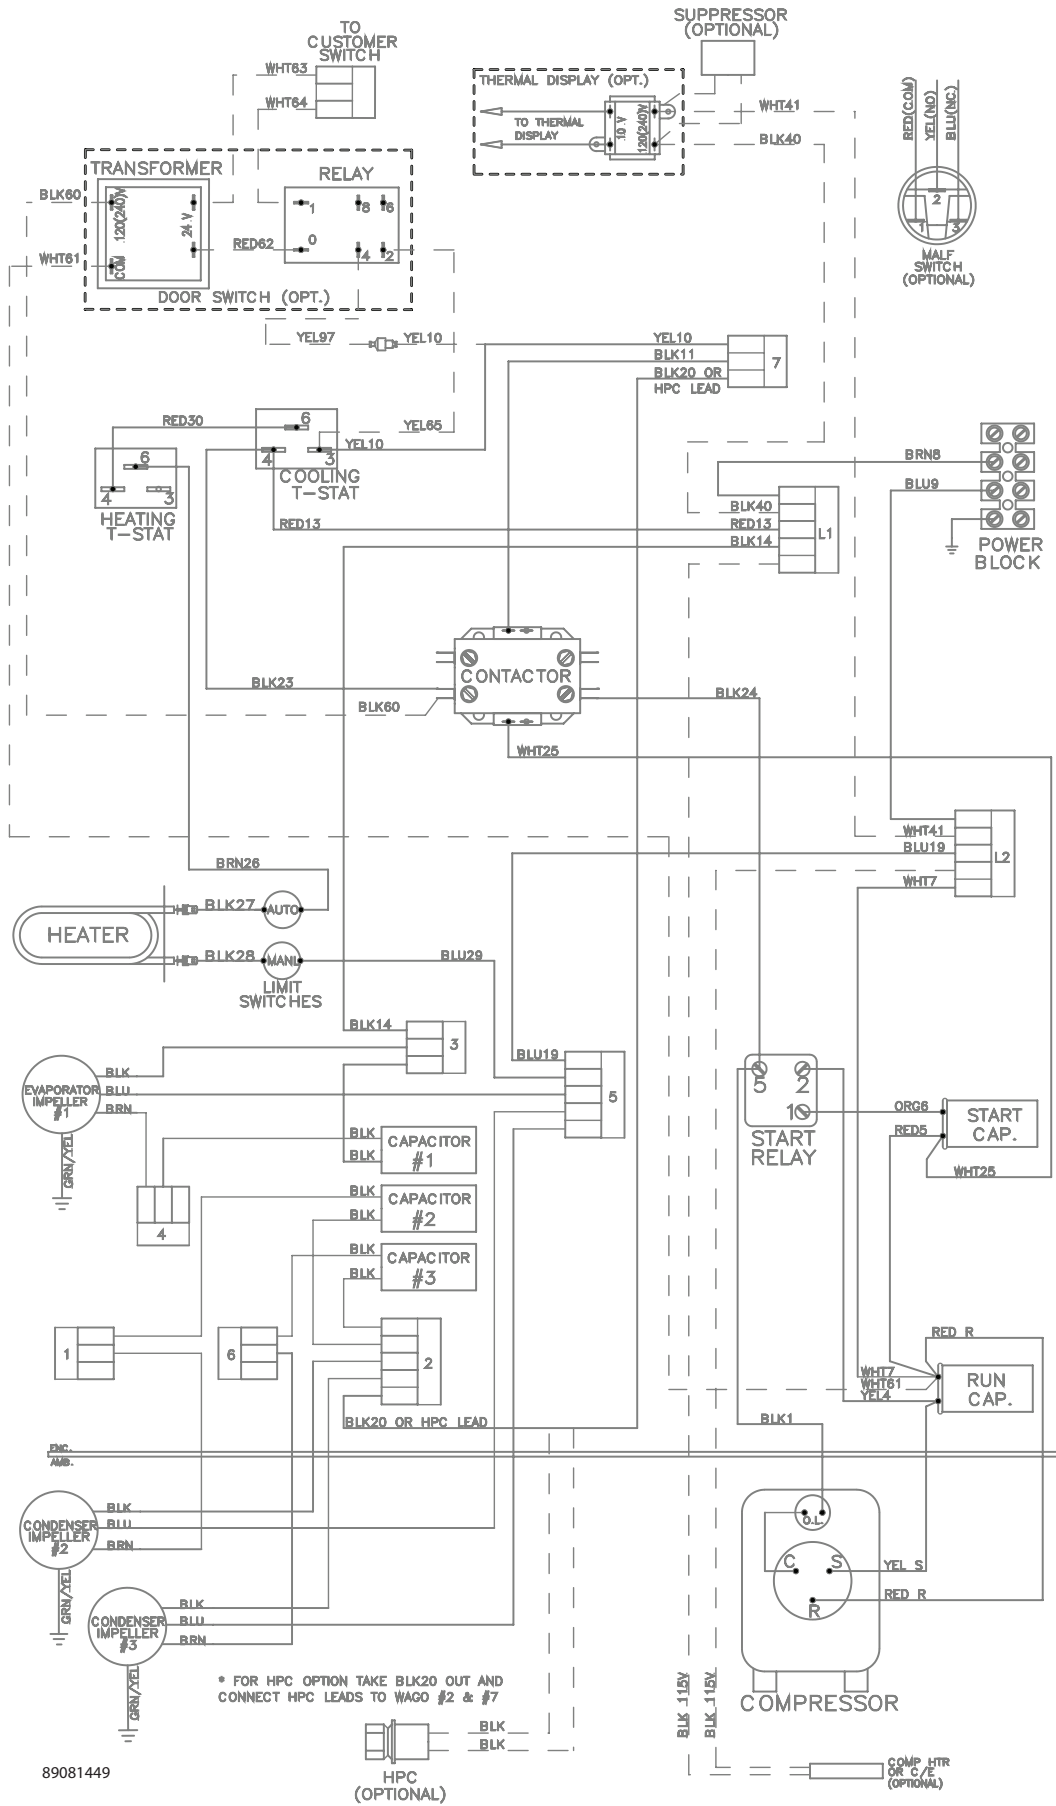 TO
CUSTOMER
SWITCH
WHT63
WHT64
SUPPRESSOR
(OPTIONAL)
THERMAL DISPLAY (OPT.)
TO THERMAL
DISPLAY
.10 V
120(240)V
WHT41
BLK40
RED(COM)
YEL(NO)
BLU(NC)
1
2
3
MALF
SWITCH
(OPTIONAL)
TRANSFORMER
RELAY
BLK60
WHT61
120(240)V
COM
24 V
RED62
1
0
8
6
4
2
DOOR SWITCH (OPT.)
YEL97
YEL10
YEL10
BLK11
BLK20 OR
HPC LEAD
7
RED30
6
4
3
YEL65
YEL10
COOLING
T-STAT
6
4
3
HEATING
T-STAT
RED13
BRN8
BLU9
BLK40
RED13
BLK14
L1
POWER
BLOCK
CONTACTOR
BLK23
BLK60
BLK24
WHT25
WHT41
BLU19
WHT7
L2
BRN26
HEATER
BLK27
AUTO
BLK28
MANL
BLU29
LIMIT
SWITCHES
BLK14
3
BLU19
5
EVAPORATOR
IMPELLER
#1
BLK
BLU
BRN
GRN/YEL
4
BLK
BLK
CAPACITOR
#1
BLK
BLK
CAPACITOR
#2
BLK
BLK
CAPACITOR
#3
5
2
1
START
RELAY
ORG6
RED5
START
CAP.
WHT25
1
6
2
BLK20 OR HPC LEAD
RED R
WHT7
WHT61
YEL4
RUN
CAP.
BLK1
ENC.
AMB.
CONDENSER
IMPELLER
#2
BLK
BLU
BRN
GRN/YEL
CONDENSER
IMPELLER
#3
BLK
BLU
BRN
GRN/YEL
O.L.
C
S
R
YEL S
RED R
COMPRESSOR
* FOR HPC OPTION TAKE BLK20 OUT AND
CONNECT HPC LEADS TO WAGO #2 & #7
BLK
BLK
HPC
(OPTIONAL)
BLK 115V
BLK 115V
COMP HTR
OR C/E
(OPTIONAL)
89081449